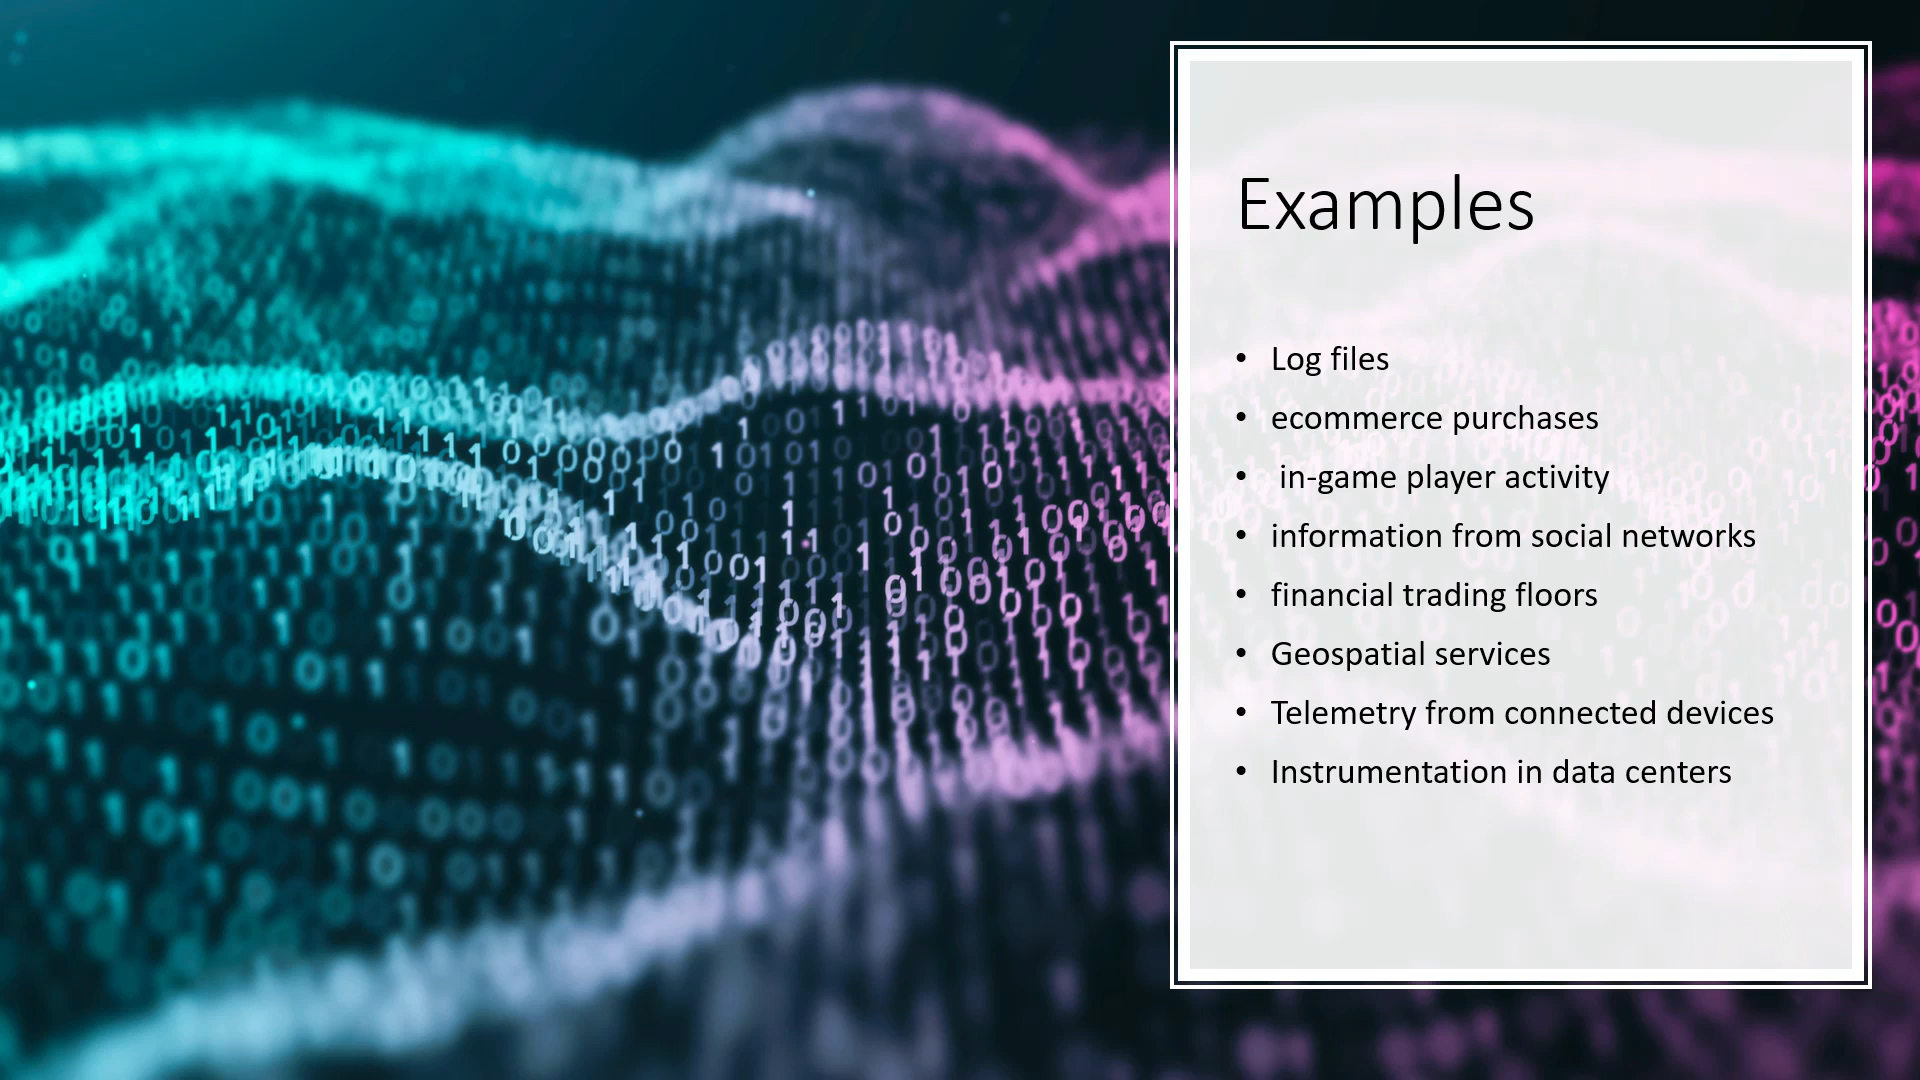 Examples
• Log files
• ecommerce purchases
• in-game player activity
• information from social networks
• financial trading floors
• Geospatial services
• Telemetry from connected devices
• Instrumentation in data centers